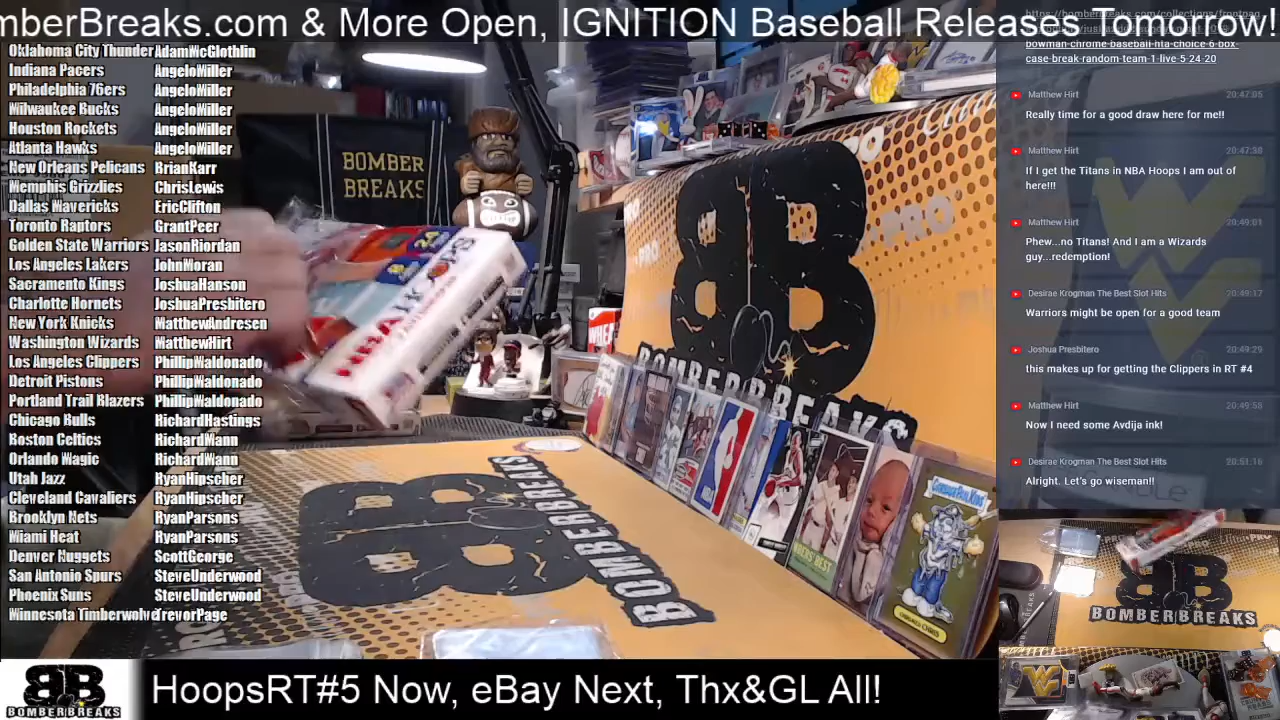 mberBreaks.com & More Open, IGNITION Baseball Releases Tomorrow!
Oklahoma City Thunder AdamMcGlothlin
Indiana Pacers AngeloMiller
Philadelphia 76ers AngeloMiller
Milwaukee Bucks AngeloMiller
Houston Rockets AngeloMiller
Atlanta Hawks AngeloMiller
New Orleans Pelicans BrianKarr
Memphis Grizzlies ChrisLewis
Dallas Mavericks EricClifton
Toronto Raptors GrantPeer
Golden State Warriors JasonRiordan
Los Angeles Lakers JohnMoran
Sacramento Kings JoshuaHanson
Charlotte Hornets JoshuaPresbitero
New York Knicks MatthewAndresen
Washington Wizards MatthewHirt
Los Angeles Clippers PhillipMaldonado
Detroit Pistons PhillipMaldonado
Portland Trail Blazers PhillipMaldonado
Chicago Bulls RichardHastings
Boston Celtics RichardWann
Orlando Magic RichardWann
Utah Jazz RyanHipscher
Cleveland Cavaliers RyanHipscher
Brooklyn Nets RyanParsons
Miami Heat RyanParsons
Denver Nuggets ScottGeorge
San Antonio Spurs SteveUnderwood
Phoenix Suns SteveUnderwood
Minnesota Timberwolve TrevorPage
BOMBER
BREAKS
PRO
BB
BOMBERBREAKS
NBA
BB
BOMBERBREAKS
bowman-chrome-baseball-hta-choice-6-box-
case-break-random-team-1-live-5-24-20
Matthew Hirt 20:47:05
Really time for a good draw here for me!!
Matthew Hirt 20:47:38
If I get the Titans in NBA Hoops I am out of
here!!!
Matthew Hirt 20:49:01
Phew...no Titans! And I am a Wizards
guy...redemption!
Desirae Krogman The Best Slot Hits 20:49:17
Warriors might be open for a good team
Joshua Presbitero 20:49:29
this makes up for getting the Clippers in RT #4
Matthew Hirt 20:49:58
Now I need some Avdija ink!
Desirae Krogman The Best Slot Hits 20:51:16
Alright. Let's go wiseman!!
BB
BOMBERBREAKS
BB
BOMBERBREAKS
HoopsRT#5 Now, eBay Next, Thx&GL All!